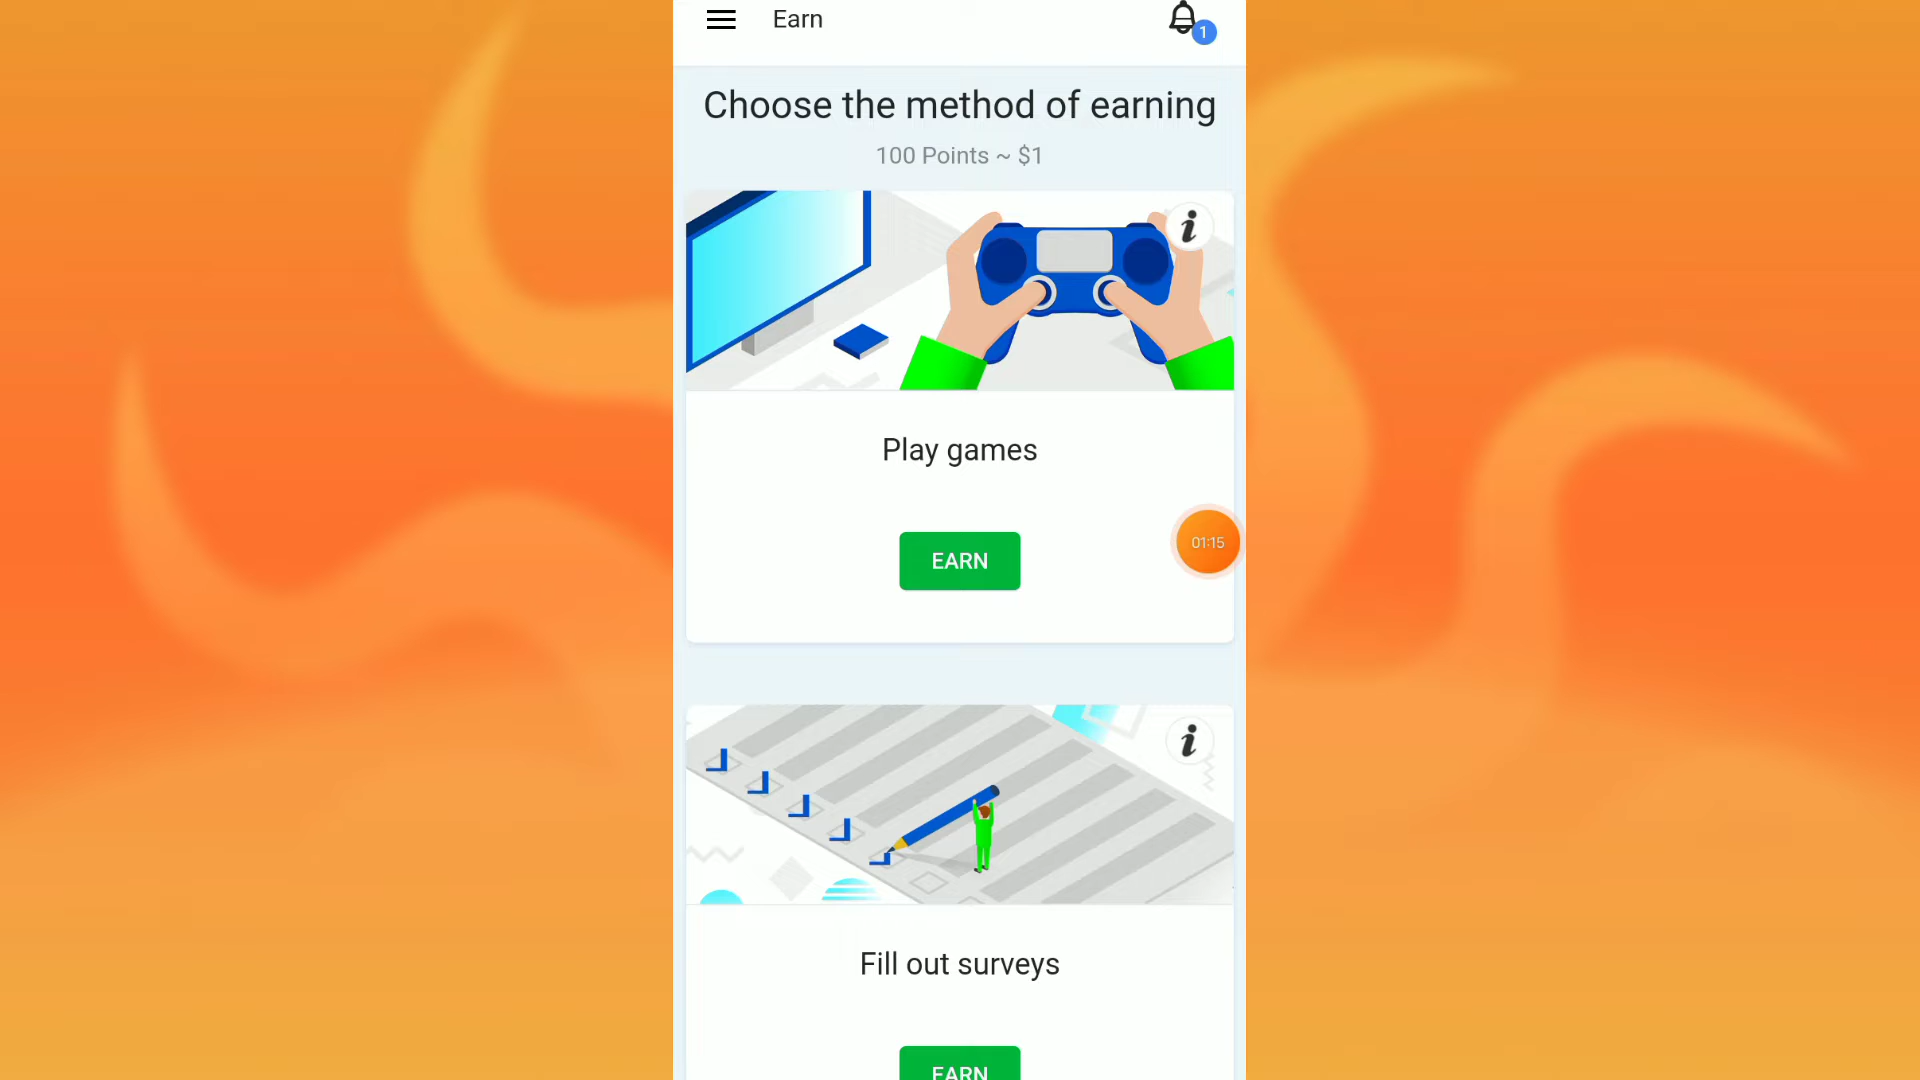 Earn
1
Choose the method of earning
100 Points ~ $1
i
Play games
EARN
01:15
i
Fill out surveys
EARN